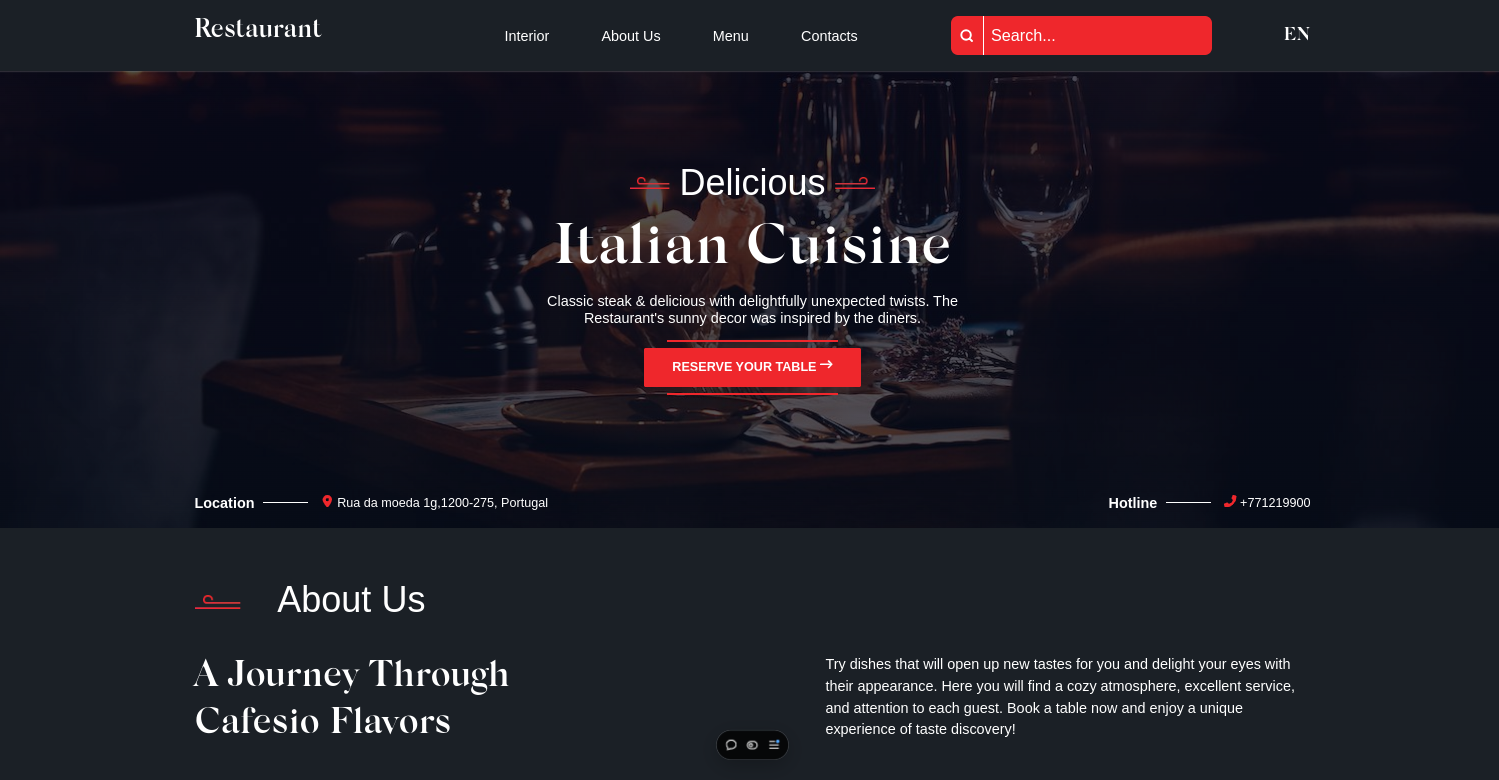 Restaurant
Interior
About Us
Menu
Contacts
Search...
EN
Delicious
Italian Cuisine
Classic steak & delicious with delightfully unexpected twists. The
Restaurant's sunny decor was inspired by the diners.
RESERVE YOUR TABLE
Location
Rua da moeda 1g,1200-275, Portugal
Hotline
+771219900
About Us
A Journey Through
Cafesio Flavors
Try dishes that will open up new tastes for you and delight your eyes with
their appearance. Here you will find a cozy atmosphere, excellent service,
and attention to each guest. Book a table now and enjoy a unique
experience of taste discovery!